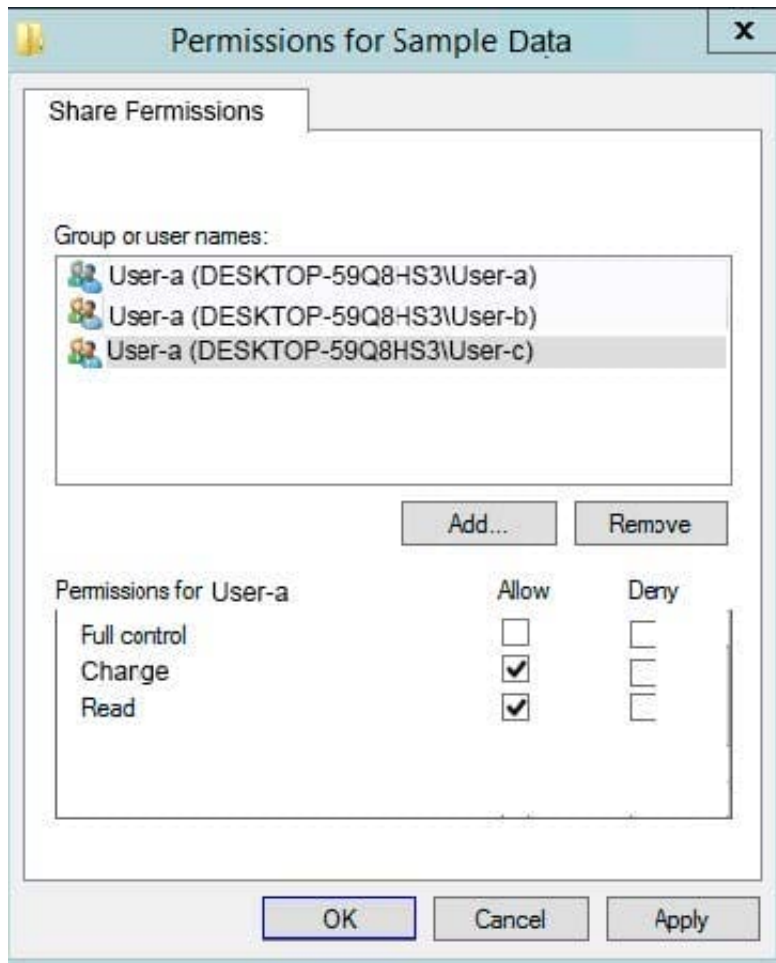 Permissions for Sample Data
X
Share Fermissions
Group or user names:
User-a (DESKTOP-59Q8HS3\User-a)
User-a (DESKTOP-59Q8HS3\User-b)
User-a (DESKTOP-59Q8HS3\User-c)
Add... Remove
Permissions for User-a Allow Deny
Full control
Change
Read
OK Cancel Apply